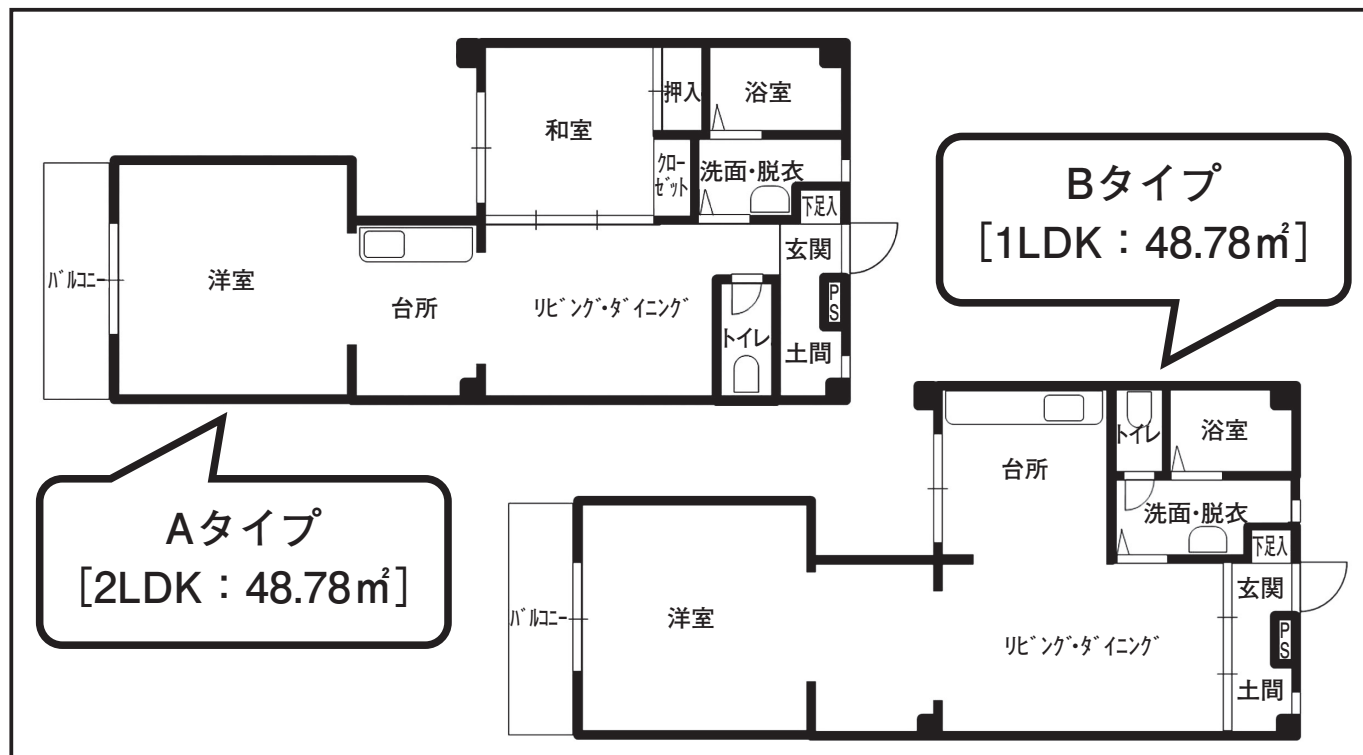 押入
浴室
和室
クロー
ゼット
洗面・脱衣
下足入
バルコニー
洋室
台所
リビング・ダイニング
玄関
PS
トイレ
土間
Aタイプ
[2LDK：48.78㎡]
Bタイプ
[1LDK：48.78㎡]
トイレ
浴室
台所
洗面・脱衣
下足入
バルコニー
洋室
リビング・ダイニング
玄関
PS
土間